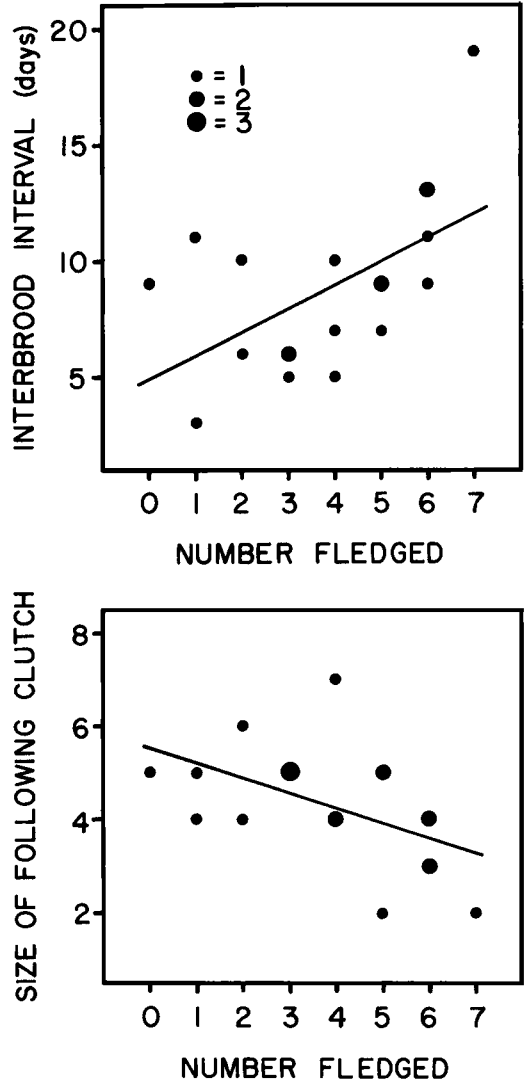 INTERBROOD INTERVAL (days)
20
15
10
5
= 1
= 2
= 3
0 1 2 3 4 5 6 7
NUMBER FLEDGED
SIZE OF FOLLOWING CLUTCH
8
6
4
2
0 1 2 3 4 5 6 7
NUMBER FLEDGED